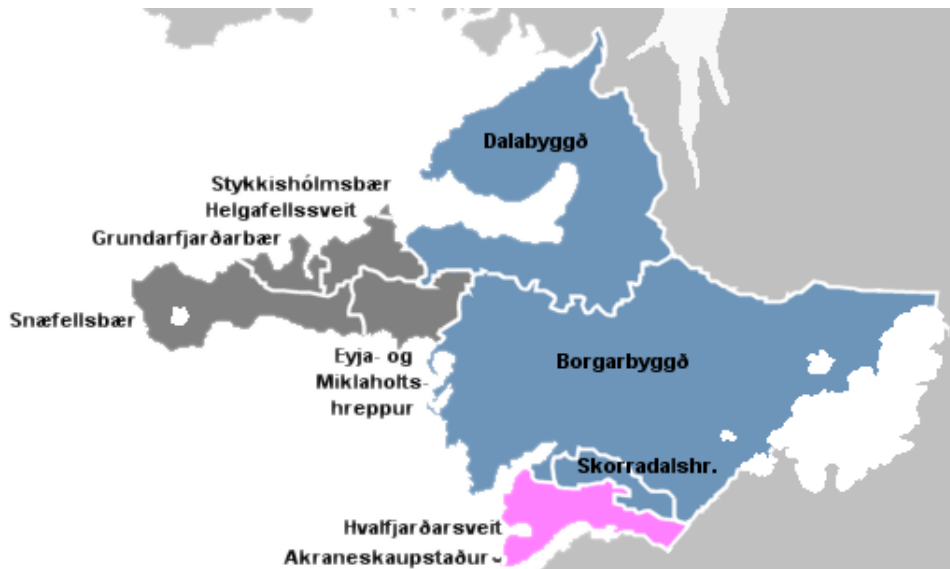 Dalabyggð
Stykkishólmsbær
Helgafellssveit
Grundarfjarðarbær
Snæfellsbær
Eyja- og
Miklaholts-
hreppur
Borgarbyggð
Skorradalshr.
Hvalfjarðarsveit
Akraneskaupstaður